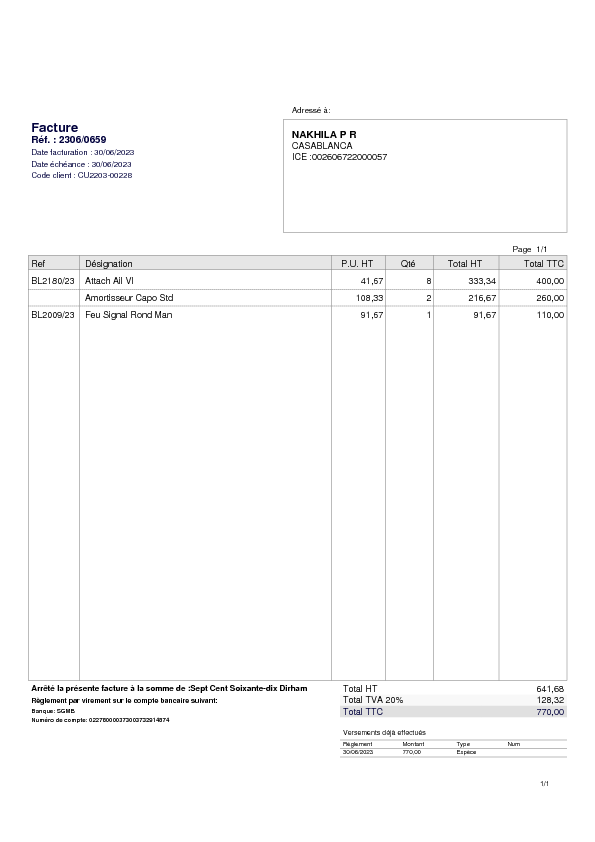 Adressé à:
Facture
Réf. : 2306/0659
Date facturation : 30/06/2023
Date échéance : 30/06/2023
Code client : CU2203-00228
NAKHILA P R
CASABLANCA
ICE :002606722000057
Page 1/1
Ref Désignation P.U. HT Qté Total HT Total TTC
BL2180/23 Attach Ail Vl 41,67 8 333,34 400,00
Amortisseur Capo Std 108,33 2 216,67 260,00
BL2009/23 Feu Signal Rond Man 91,67 1 91,67 110,00
Arrêté la présente facture à la somme de :Sept Cent Soixante-dix Dirham
Règlement par virement sur le compte bancaire suivant:
Banque: SGMB
Numéro de compte:
Total HT 641,68
Total TVA 20% 128,32
Total TTC 770,00
Versements déjà effectués
Règlement Montant Type Num
30/06/2023 770,00 Espèce
1/1